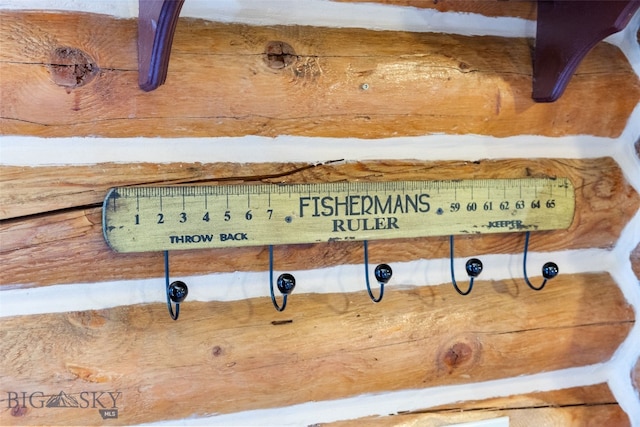 1 2 3 4 5 6 7 FISHERMANS 59 60 61 62 63 64 65
THROW BACK RULER KEEPER
BIG SKY
MLS